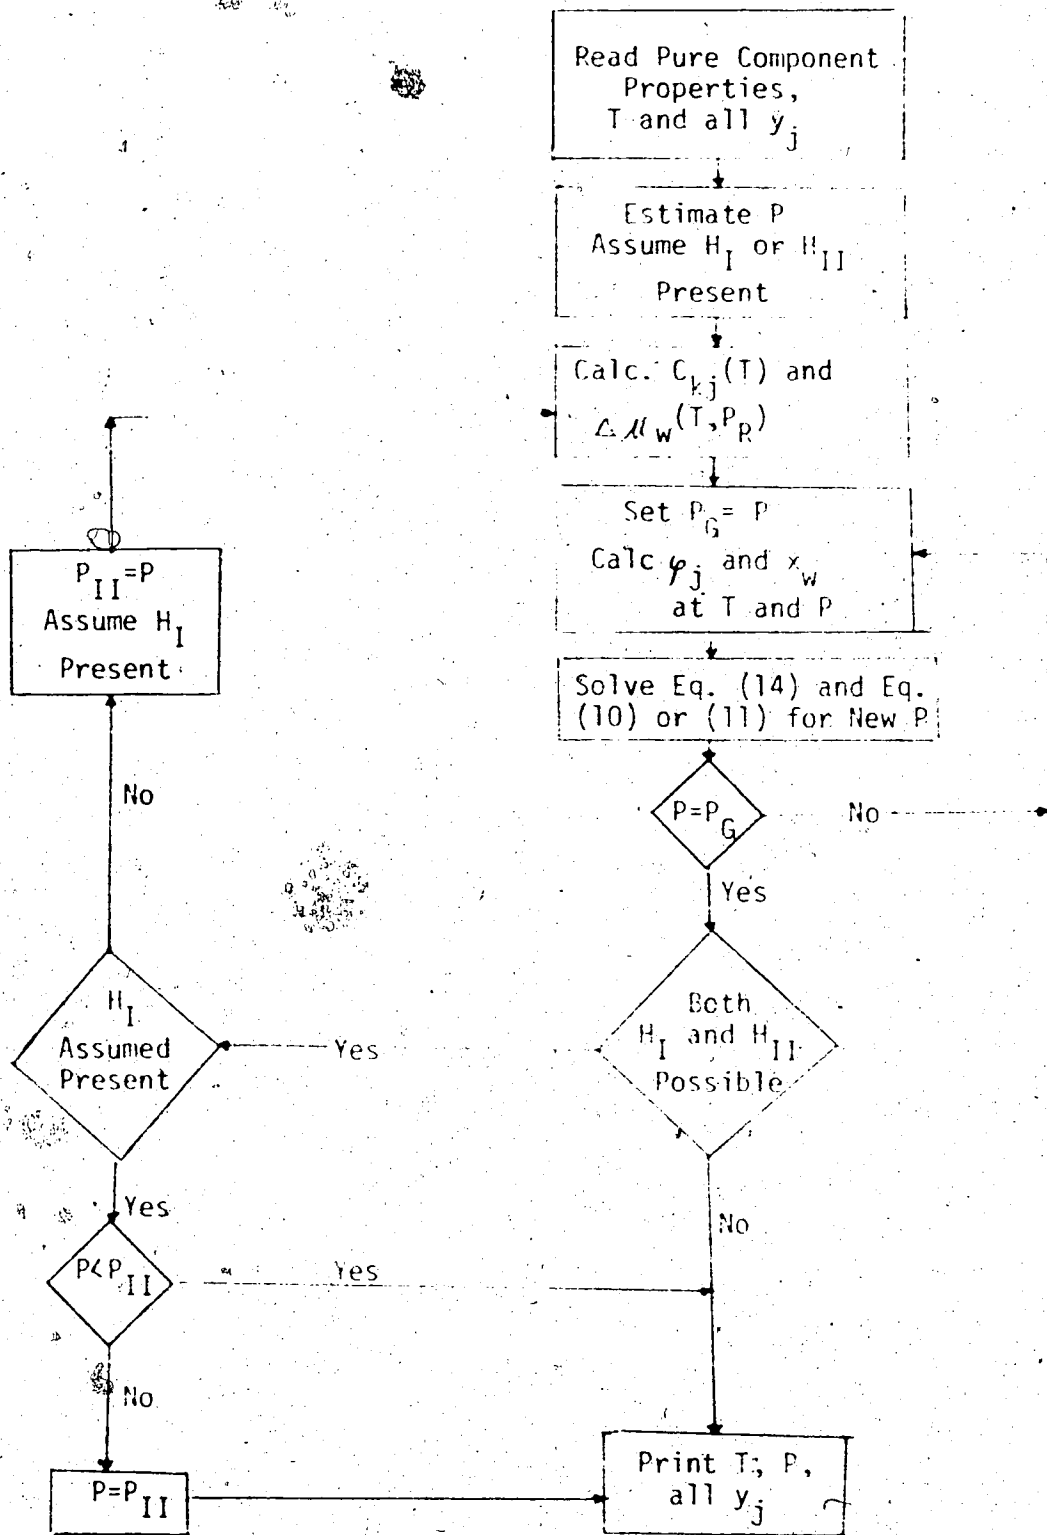 Read Pure Component
Properties,
T and all y_j
Estimate P
Assume H_I or H_II
Present
Calc. C_kj(T) and
Δμ_w(T,P_R)
Set P_G= P
Calc φ_j and x_w
at T and P
Solve Eq. (14) and Eq.
(10) or (11) for New P
P=P_G
No
Yes
Both
H_I and H_II
Possible
Yes
No
P_II=P
Assume H_I
Present
No
H_I
Assumed
Present
Yes
P<P_II
Yes
No
P=P_II
Print T, P,
all y_j